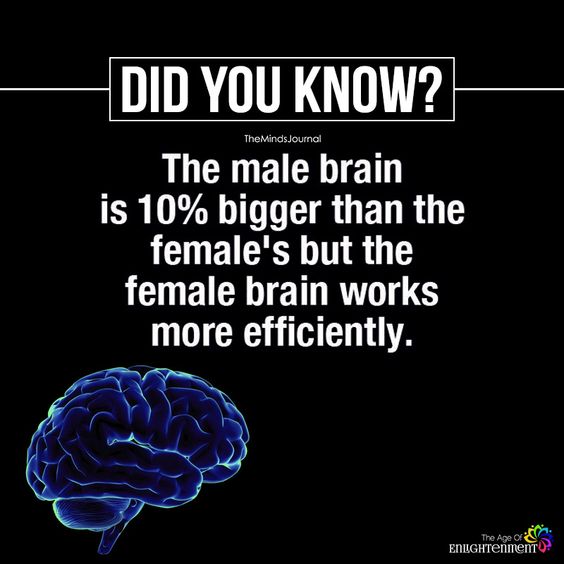 DID YOU KNOW?
TheMindsJournal
The male brain
is 10% bigger than the
female's but the
female brain works
more efficiently.
The Age Of
ENLIGHTENMENT